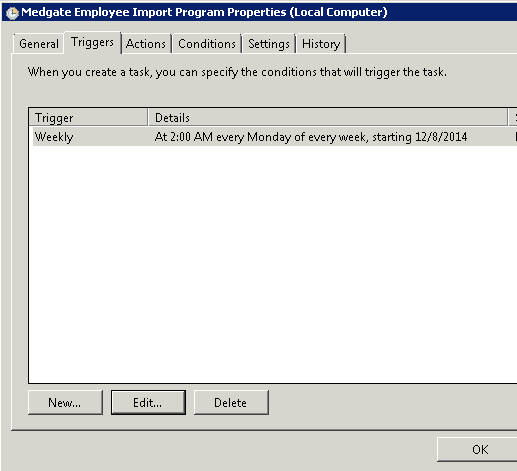 Medgate Employee Import Program Properties (Local Computer)
General Triggers Actions Conditions Settings History
When you create a task, you can specify the conditions that will trigger the task.
Trigger Details
Weekly At 2:00 AM every Monday of every week, starting 12/8/2014
New... Edit... Delete
OK